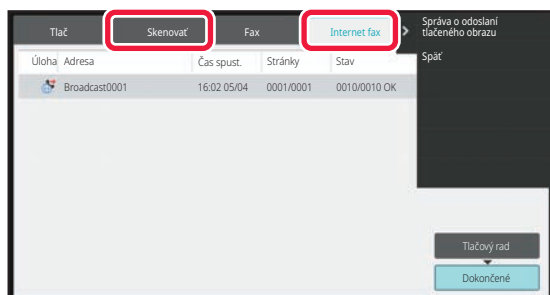 Tlač Skenovať Fax Internet fax
Správa o odoslaní
tlačeného obrazu
Späť
Úloha Adresa Čas spust. Stránky Stav
Broadcast0001 16:02 05/04 0001/0001 0010/0010 OK
Tlačový rad
Dokončené